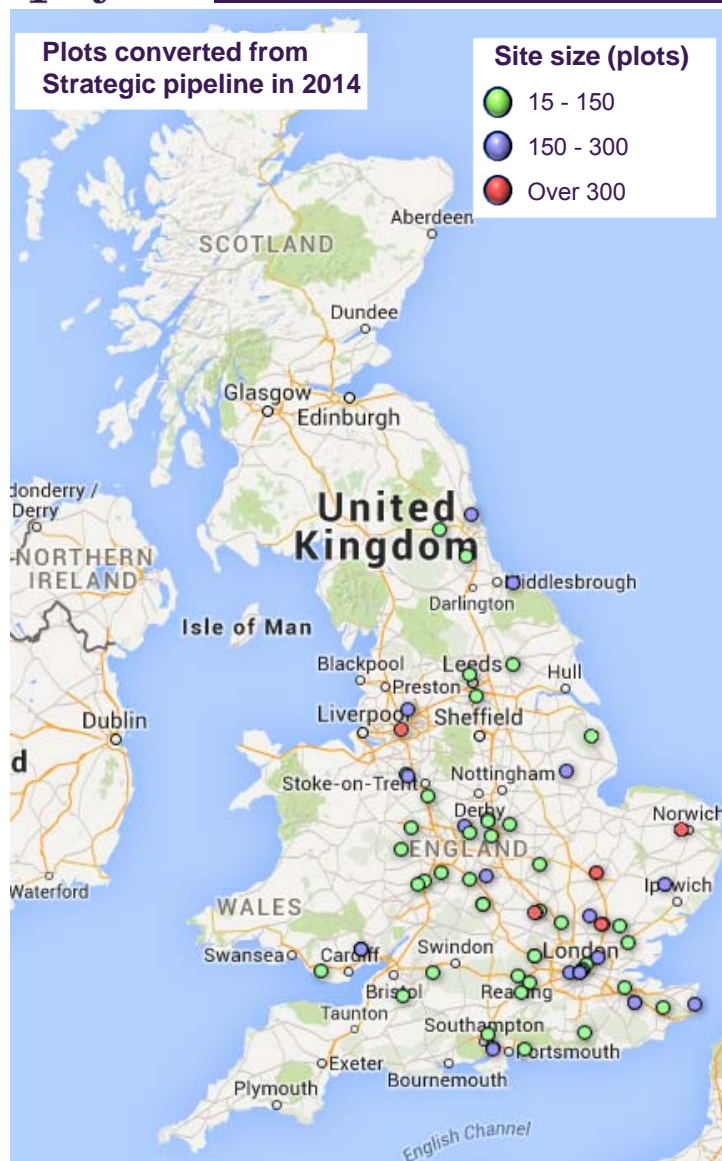 Plots converted from
Strategic pipeline in 2014
Site size (plots)
15 - 150
150 - 300
Over 300
Aberdeen
SCOTLAND
Dundee
Glasgow
Edinburgh
donderry /
Derry
United
Kingdom
NORTHERN
IRELAND
Middlesbrough
Darlington
Isle of Man
Blackpool
Leeds
Preston
Hull
Dublin
Liverpool
Sheffield
d
Stoke-on-Trent
Nottingham
Derby
Norwich
ENGLAND
Waterford
Ipswich
WALES
Swansea
Cardiff
Swindon
London
Bristol
Reading
Taunton
Southampton
Portsmouth
Exeter
Bournemouth
Plymouth
English Channel